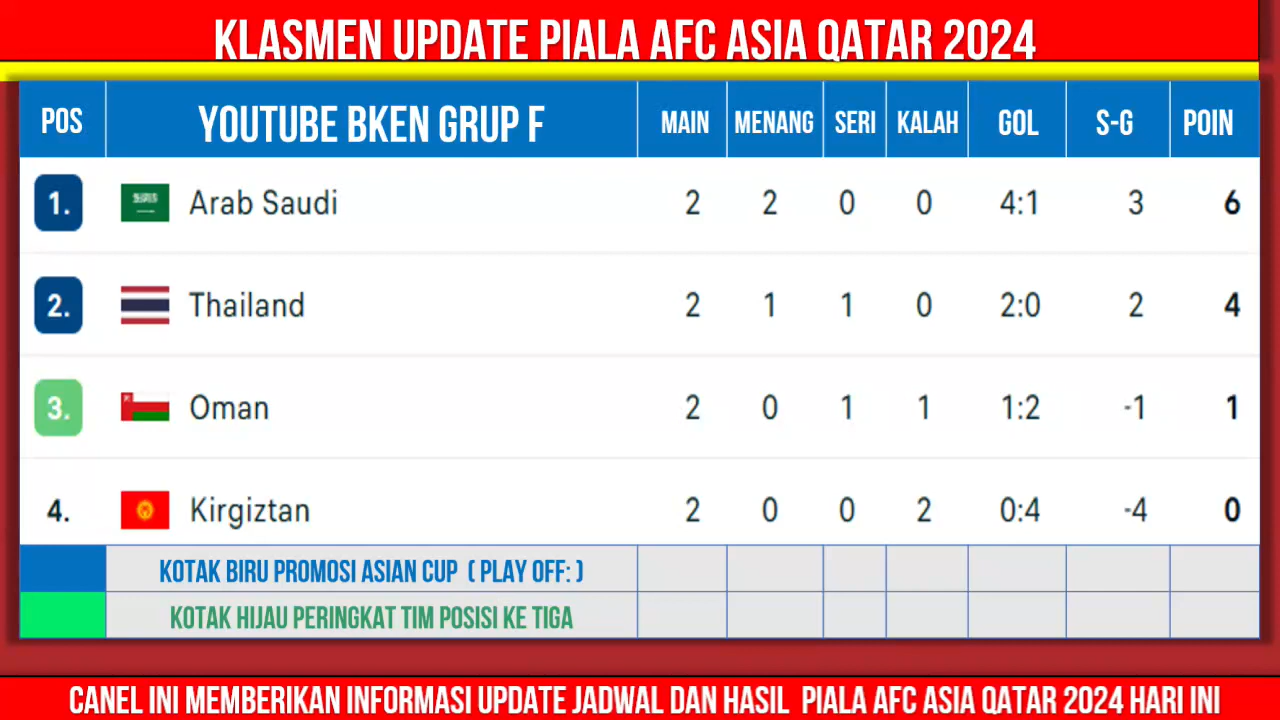 KLASMEN UPDATE PIALA AFC ASIA QATAR 2024
POS YOUTUBE BKEN GRUP F MAIN MENANG SERI KALAH GOL S-G POIN
1. Arab Saudi 2 2 0 0 4:1 3 6
2. Thailand 2 1 1 0 2:0 2 4
3. Oman 2 0 1 1 1:2 -1 1
4. Kirgiztan 2 0 0 2 0:4 -4 0
KOTAK BIRU PROMOSI ASIAN CUP ( PLAY OFF: )
KOTAK HIJAU PERINGKAT TIM POSISI KE TIGA
CANEL INI MEMBERIKAN INFORMASI UPDATE JADWAL DAN HASIL PIALA AFC ASIA QATAR 2024 HARI INI